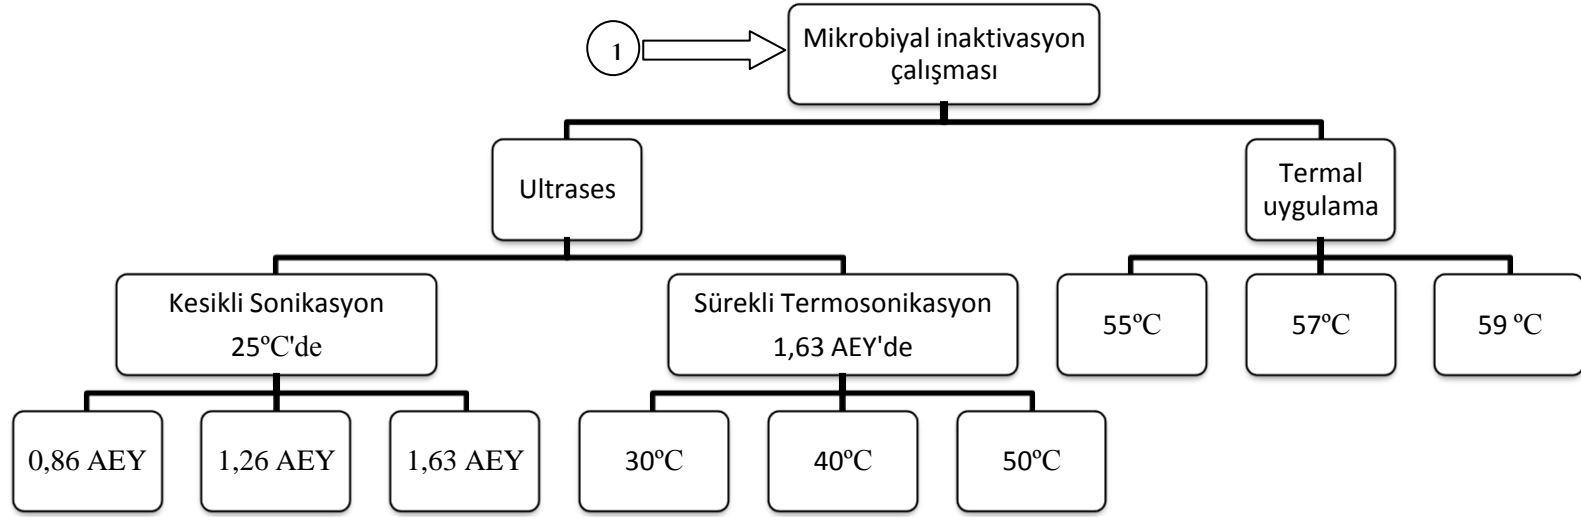 1
Mikrobiyal inaktivasyon
çalışması
Ultrases
Termal
uygulama
Kesikli Sonikasyon
25ºC'de
Sürekli Termosonikasyon
1,63 AEY'de
55ºC
57ºC
59 ºC
0,86 AEY
1,26 AEY
1,63 AEY
30ºC
40ºC
50ºC